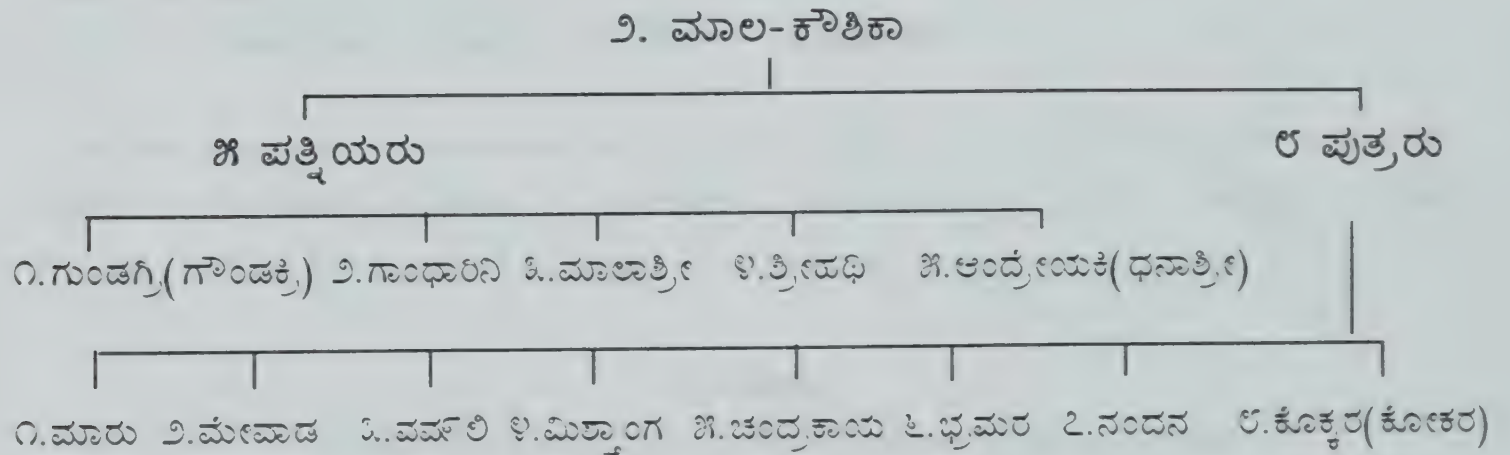 ೨. ಮಾಲ-ಕೌಶಿಕಾ
೫ ಪತ್ನಿಯರು ೮ ಪುತ್ರರು
೧.ಗುಂಡಗ್ರಿ(ಗೌಂಡಕ್ರಿ) ೨.ಗಾಂಧಾರಿನಿ ೩.ಮಾಲಾಶ್ರೀ ೪.ಶ್ರೀಹಥಿ ೫.ಆಂದ್ರೇಯಕಿ(ಧನಾಶ್ರೀ)
೧.ಮಾರು ೨.ಮೇವಾಡ ೩.ವರ್ಷಲಿ ೪.ಮಿಶ್ತಾಂಗ ೫.ಚಂದ್ರಕಾಯ ೬.ಭ್ರಮರ ೭.ನಂದನ ೮.ಕೊಕ್ಕರ(ಕೋಕರ)